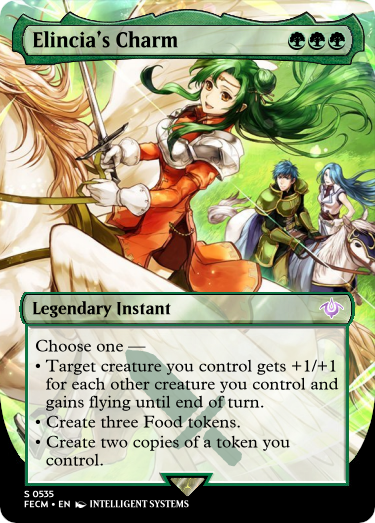 Elincia's Charm
Legendary Instant
Choose one —
• Target creature you control gets +1/+1
for each other creature you control and
gains flying until end of turn.
• Create three Food tokens.
• Create two copies of a token you
control.
S 0535
FECM • EN INTELLIGENT SYSTEMS